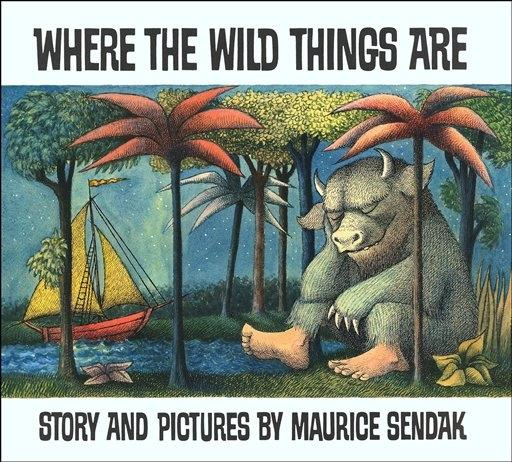 WHERE THE WILD THINGS ARE
STORY AND PICTURES BY MAURICE SENDAK